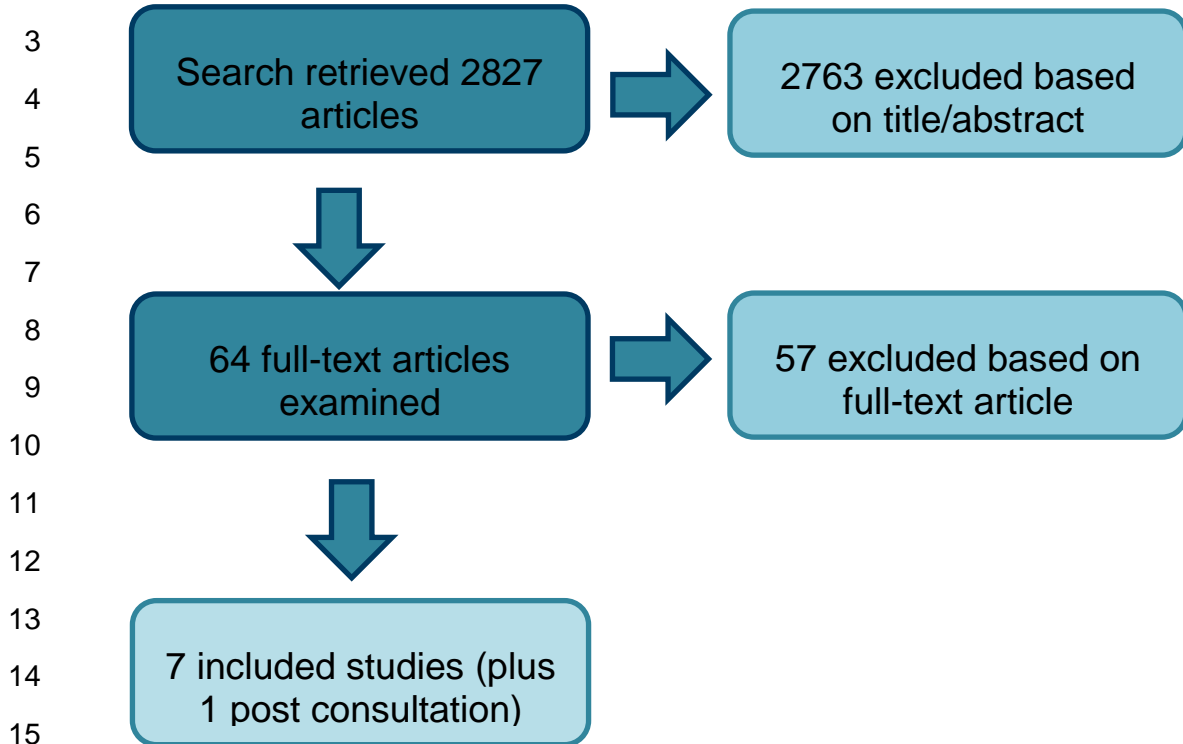 3
Search retrieved 2827
articles
2763 excluded based
on title/abstract
4
5
6
7
8
64 full-text articles
examined
57 excluded based on
full-text article
9
10
11
12
13
7 included studies (plus
1 post consultation)
14
15